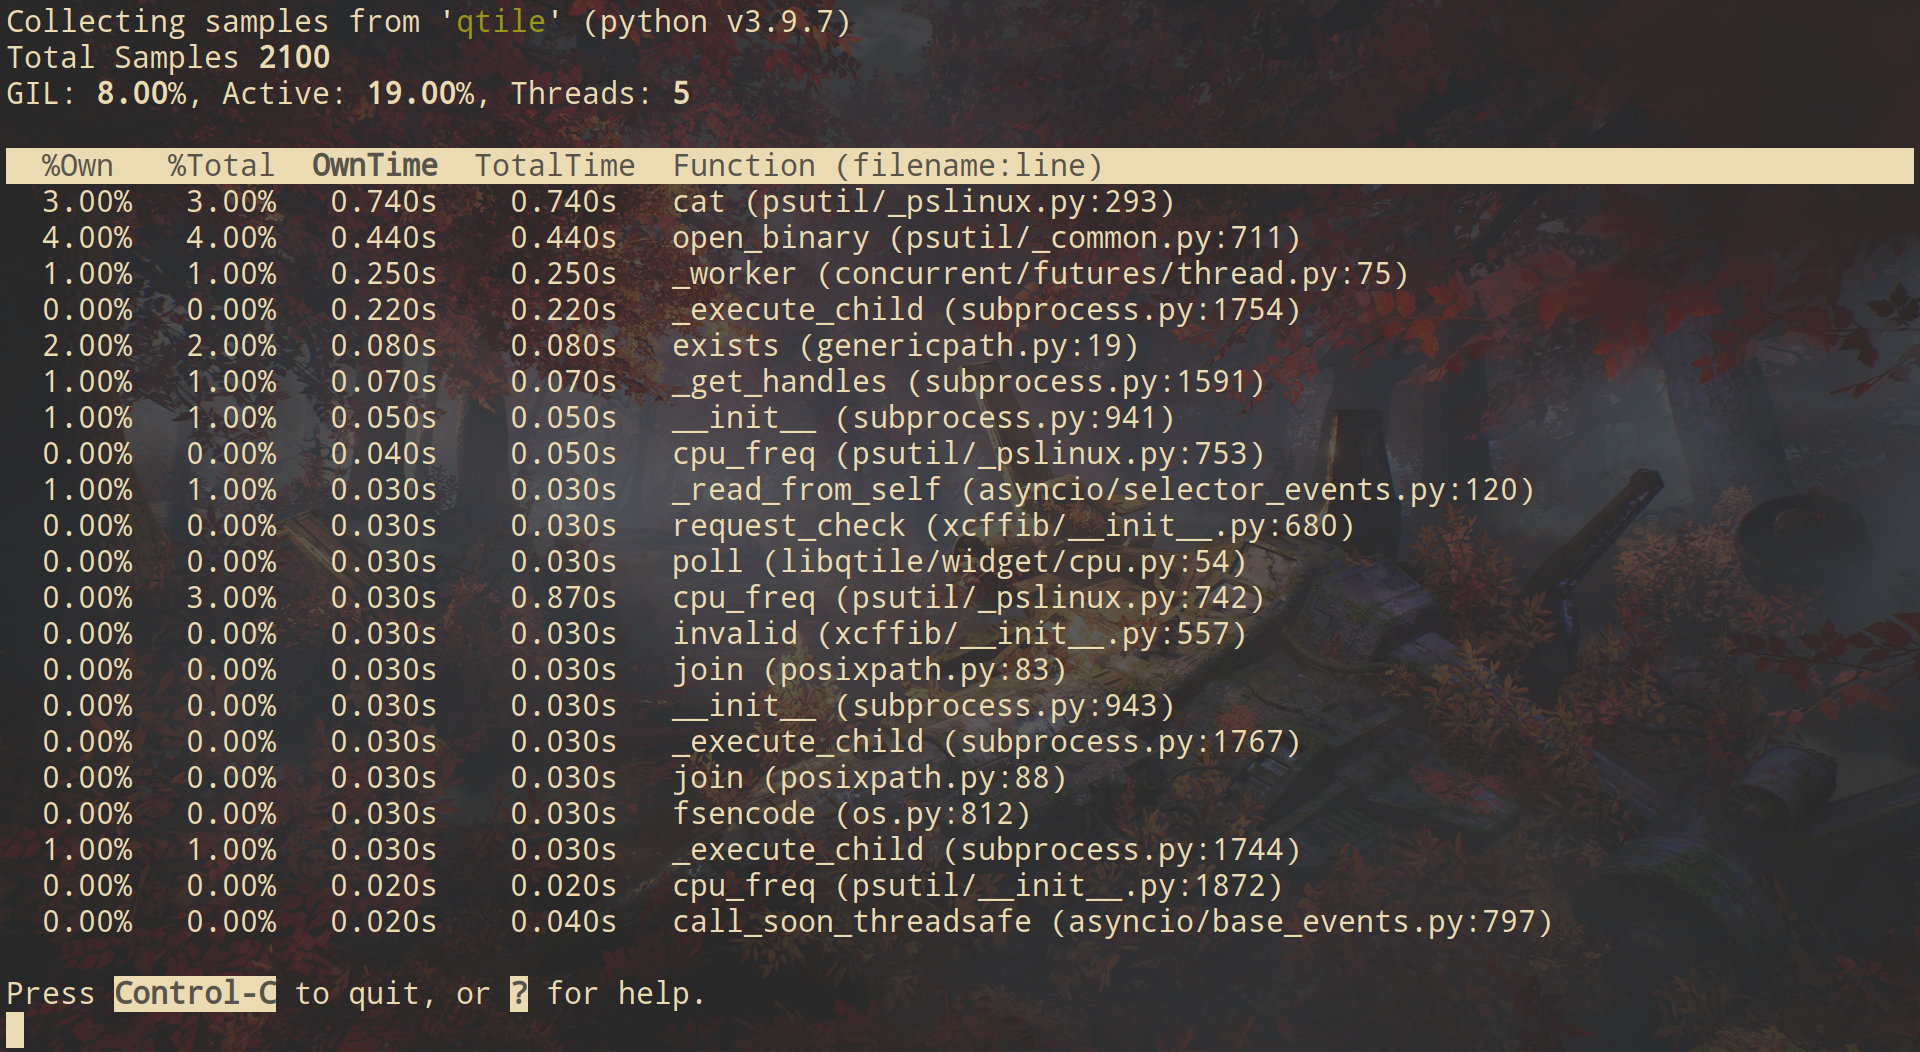 Collecting samples from 'qtile' (python v3.9.7)
Total Samples 2100
GIL: 8.00%, Active: 19.00%, Threads: 5
%Own %Total OwnTime TotalTime Function (filename:line)
3.00% 3.00% 0.740s 0.740s cat (psutil/_pslinux.py:293)
4.00% 4.00% 0.440s 0.440s open_binary (psutil/_common.py:711)
1.00% 1.00% 0.250s 0.250s _worker (concurrent/futures/thread.py:75)
0.00% 0.00% 0.220s 0.220s _execute_child (subprocess.py:1754)
2.00% 2.00% 0.080s 0.080s exists (genericpath.py:19)
1.00% 1.00% 0.070s 0.070s _get_handles (subprocess.py:1591)
1.00% 1.00% 0.050s 0.050s __init__ (subprocess.py:941)
0.00% 0.00% 0.040s 0.050s cpu_freq (psutil/_pslinux.py:753)
1.00% 1.00% 0.030s 0.030s _read_from_self (asyncio/selector_events.py:120)
0.00% 0.00% 0.030s 0.030s request_check (xcffib/__init__.py:680)
0.00% 0.00% 0.030s 0.030s poll (libqtile/widget/cpu.py:54)
0.00% 3.00% 0.030s 0.870s cpu_freq (psutil/_pslinux.py:742)
0.00% 0.00% 0.030s 0.030s invalid (xcffib/__init__.py:557)
0.00% 0.00% 0.030s 0.030s join (posixpath.py:83)
0.00% 0.00% 0.030s 0.030s __init__ (subprocess.py:943)
0.00% 0.00% 0.030s 0.030s _execute_child (subprocess.py:1767)
0.00% 0.00% 0.030s 0.030s join (posixpath.py:88)
0.00% 0.00% 0.030s 0.030s fsencode (os.py:812)
1.00% 1.00% 0.030s 0.030s _execute_child (subprocess.py:1744)
0.00% 0.00% 0.020s 0.020s cpu_freq (psutil/__init__.py:1872)
0.00% 0.00% 0.020s 0.040s call_soon_threadsafe (asyncio/base_events.py:797)
Press Control-C to quit, or ? for help.